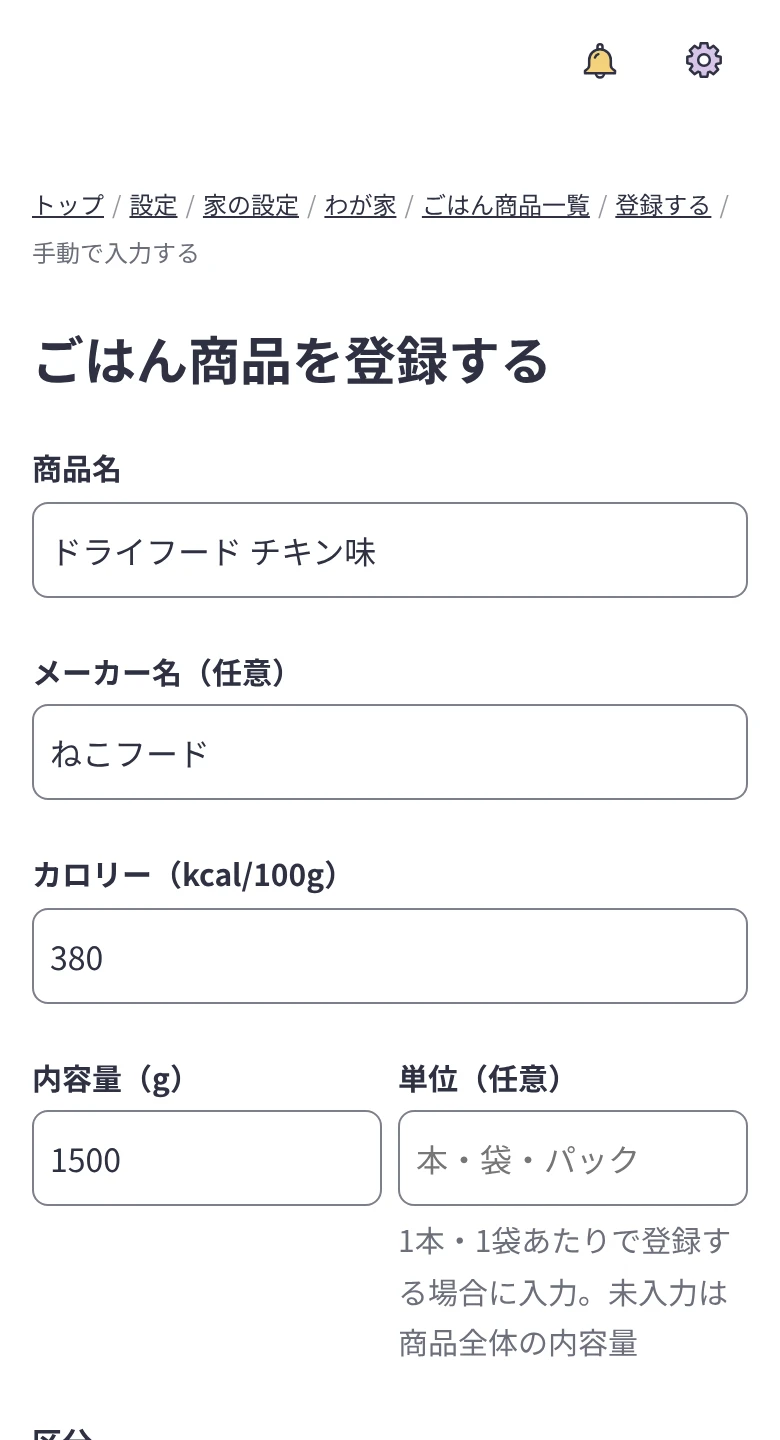 トップ / 設定 / 家の設定 / わが家 / ごはん商品一覧 / 登録する /
手動で入力する
ごはん商品を登録する
商品名
ドライフード チキン味
メーカー名（任意）
ねこフード
カロリー（kcal/100g）
380
内容量（g）
1500
単位（任意）
本・袋・パック
1本・1袋あたりで登録す
る場合に入力。未入力は
商品全体の内容量
区分